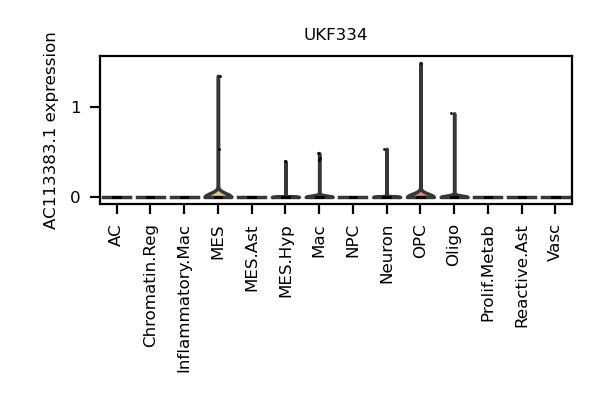 UKF334
AC113383.1 expression
1
0
AC
Chromatin.Reg
Inflammatory.Mac
MES
MES.Ast
MES.Hyp
Mac
NPC
Neuron
OPC
Oligo
Prolif.Metab
Reactive.Ast
Vasc